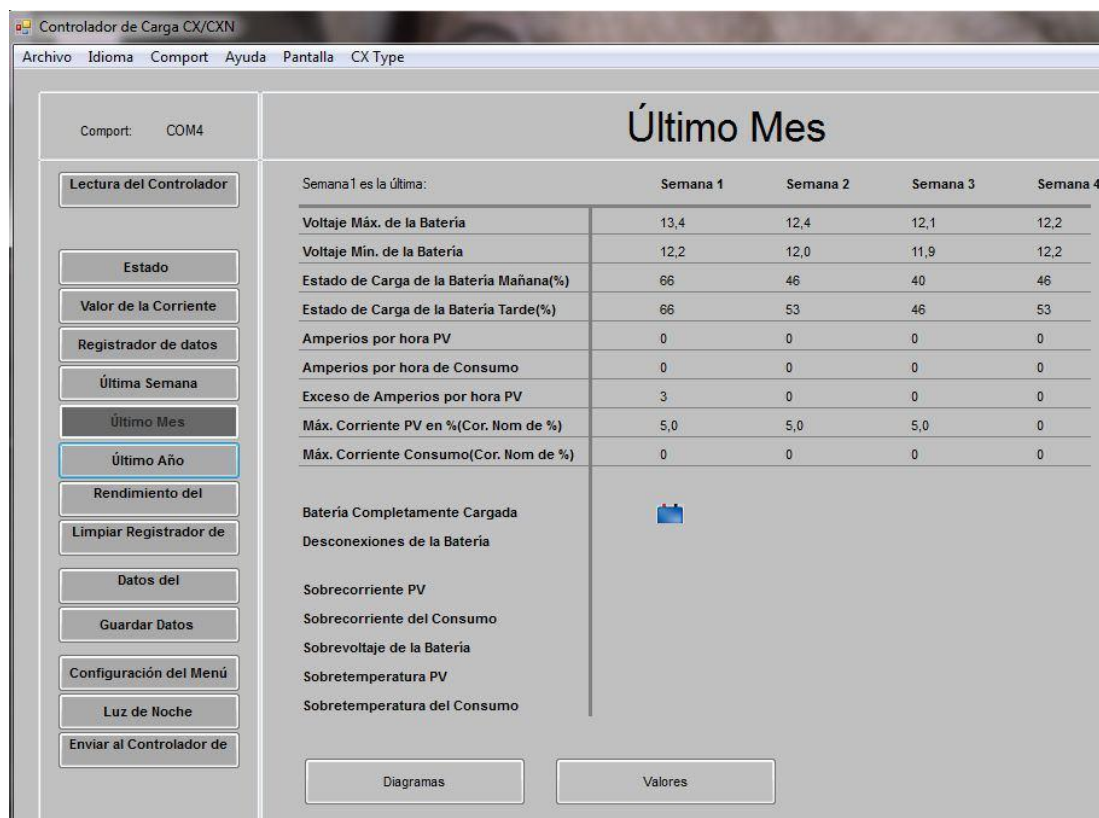 Controlador de Carga CX/CXN
Archivo Idioma Comport Ayuda Pantalla CX Type
Comport: COM4
Último Mes
Lectura del Controlador
Estado
Valor de la Corriente
Registrador de datos
Última Semana
Último Mes
Último Año
Rendimiento del
Limpiar Registrador de
Datos del
Guardar Datos
Configuración del Menú
Luz de Noche
Enviar al Controlador de
Semana1 es la última: Semana 1 Semana 2 Semana 3 Semana 4
Voltaje Máx. de la Batería 13,4 12,4 12,1 12,2
Voltaje Mín. de la Batería 12,2 12,0 11,9 12,2
Estado de Carga de la Batería Mañana(%) 66 46 40 46
Estado de Carga de la Batería Tarde(%) 66 53 46 53
Amperios por hora PV 0 0 0 0
Amperios por hora de Consumo 0 0 0 0
Exceso de Amperios por hora PV 3 0 0 0
Máx. Corriente PV en %(Cor. Nom de %) 5,0 5,0 5,0 0
Máx. Corriente Consumo(Cor. Nom de %) 0 0 0 0
Batería Completamente Cargada
Desconexiones de la Batería
Sobrecorriente PV
Sobrecorriente del Consumo
Sobrevoltaje de la Batería
Sobretemperatura PV
Sobretemperatura del Consumo
Diagramas Valores